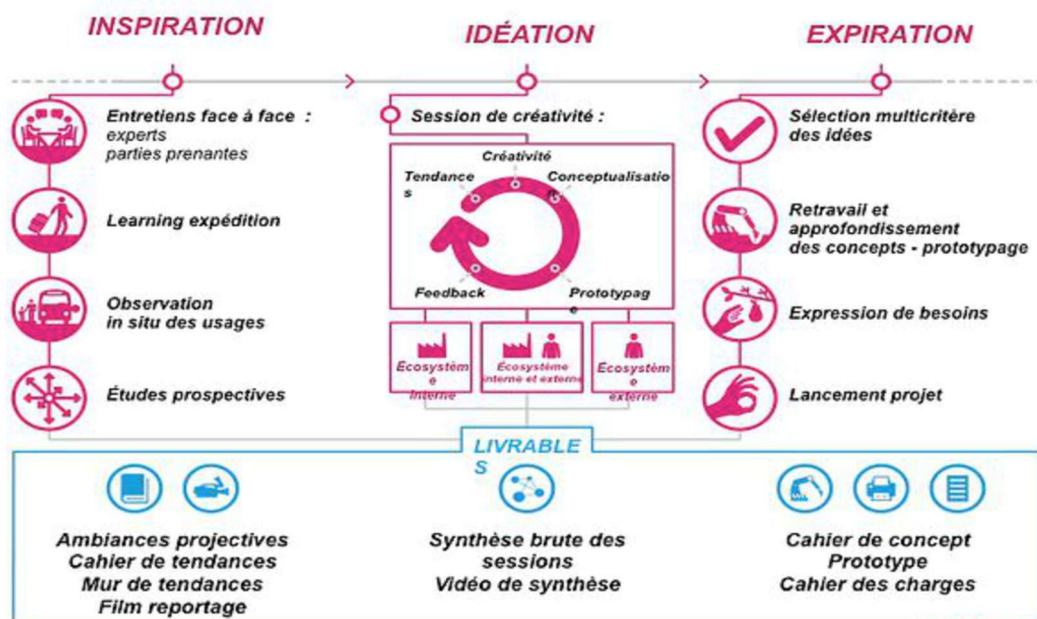 INSPIRATION
IDÉATION
EXPIRATION
Entretiens face à face :
experts
parties prenantes
Learning expédition
Observation
in situ des usages
Études prospectives
Session de créativité :
Créativité
Tendance
s
Conceptualisatio
n
Feedback
Prototypag
e
Écosystèm
e
interne
Écosystème
interne et externe
Écosystèm
e
externe
Sélection multicritère
des idées
Retravail et
approfondissement
des concepts - prototypage
Expression de besoins
Lancement projet
LIVRABLE
S
Ambiances projectives
Cahier de tendances
Mur de tendances
Film reportage
Synthèse brute des
sessions
Vidéo de synthèse
Cahier de concept
Prototype
Cahier des charges